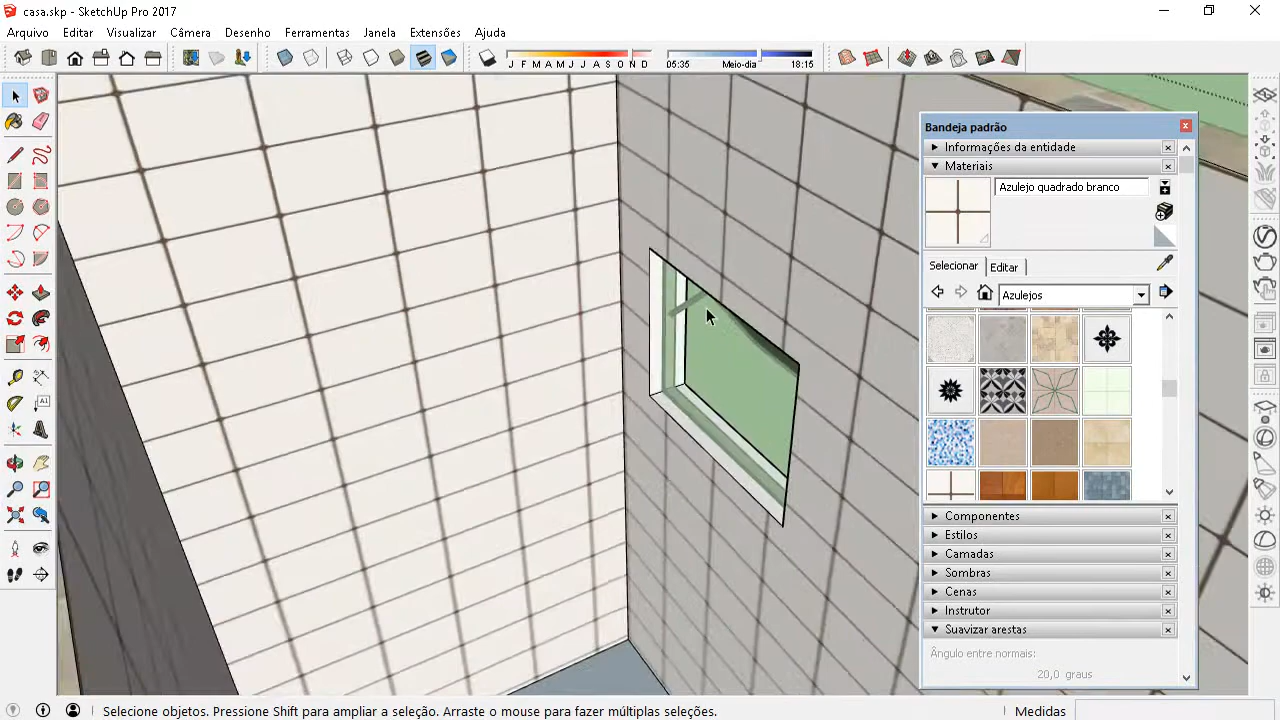 casa.skp - SketchUp Pro 2017
Arquivo Editar Visualizar Câmera Desenho Ferramentas Janela Extensões Ajuda
J F M A M J J A S O N D 05:35 Meio-dia 18:15
Bandeja padrão
Informações da entidade
Materiais
Azulejo quadrado branco
Selecionar Editar
Azulejos
A1
Componentes
Estilos
Camadas
Sombras
Cenas
Instrutor
Suavizar arestas
Ângulo entre normais:
20,0 graus
Selecione objetos. Pressione Shift para ampliar a seleção. Arraste o mouse para fazer múltiplas seleções. Medidas